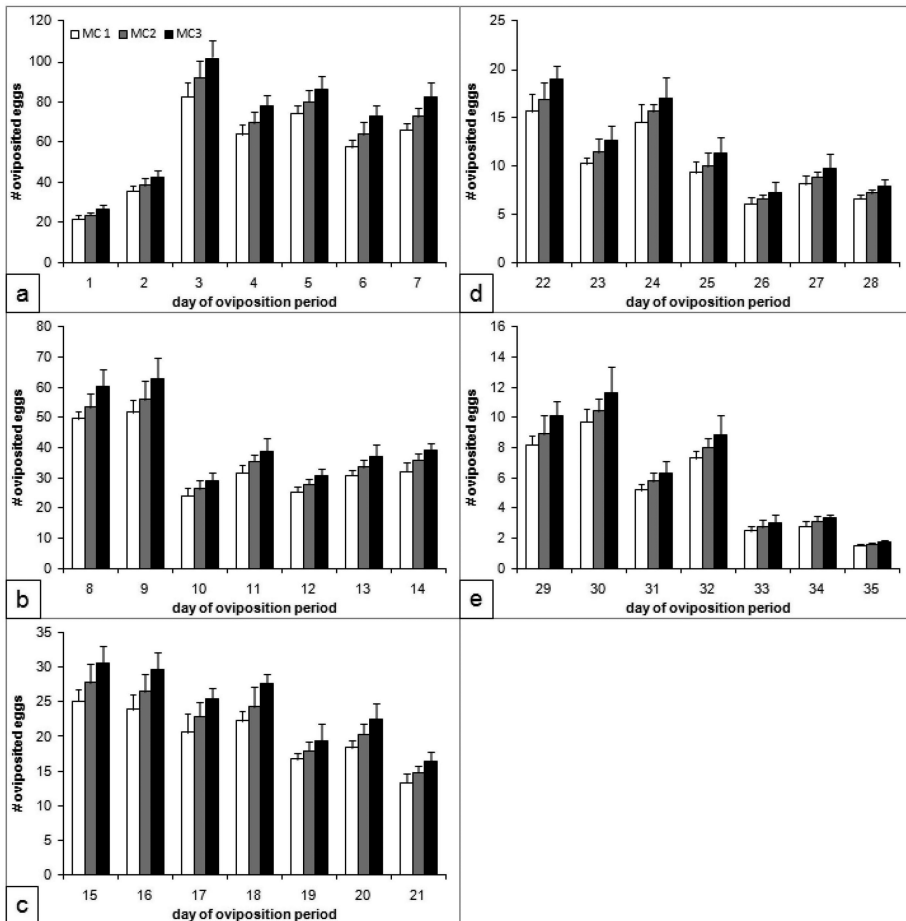 120
100
80
60
40
20
0
#oviposited eggs
MC 1 MC2 MC3
1 2 3 4 5 6 7
day of oviposition period
a
80
70
60
50
40
30
20
10
0
#oviposited eggs
8 9 10 11 12 13 14
day of oviposition period
b
35
30
25
20
15
10
5
0
#oviposited eggs
15 16 17 18 19 20 21
day of oviposition period
c
25
20
15
10
5
0
#oviposited eggs
22 23 24 25 26 27 28
day of oviposition period
d
16
14
12
10
8
6
4
2
0
#oviposited eggs
29 30 31 32 33 34 35
day of oviposition period
e